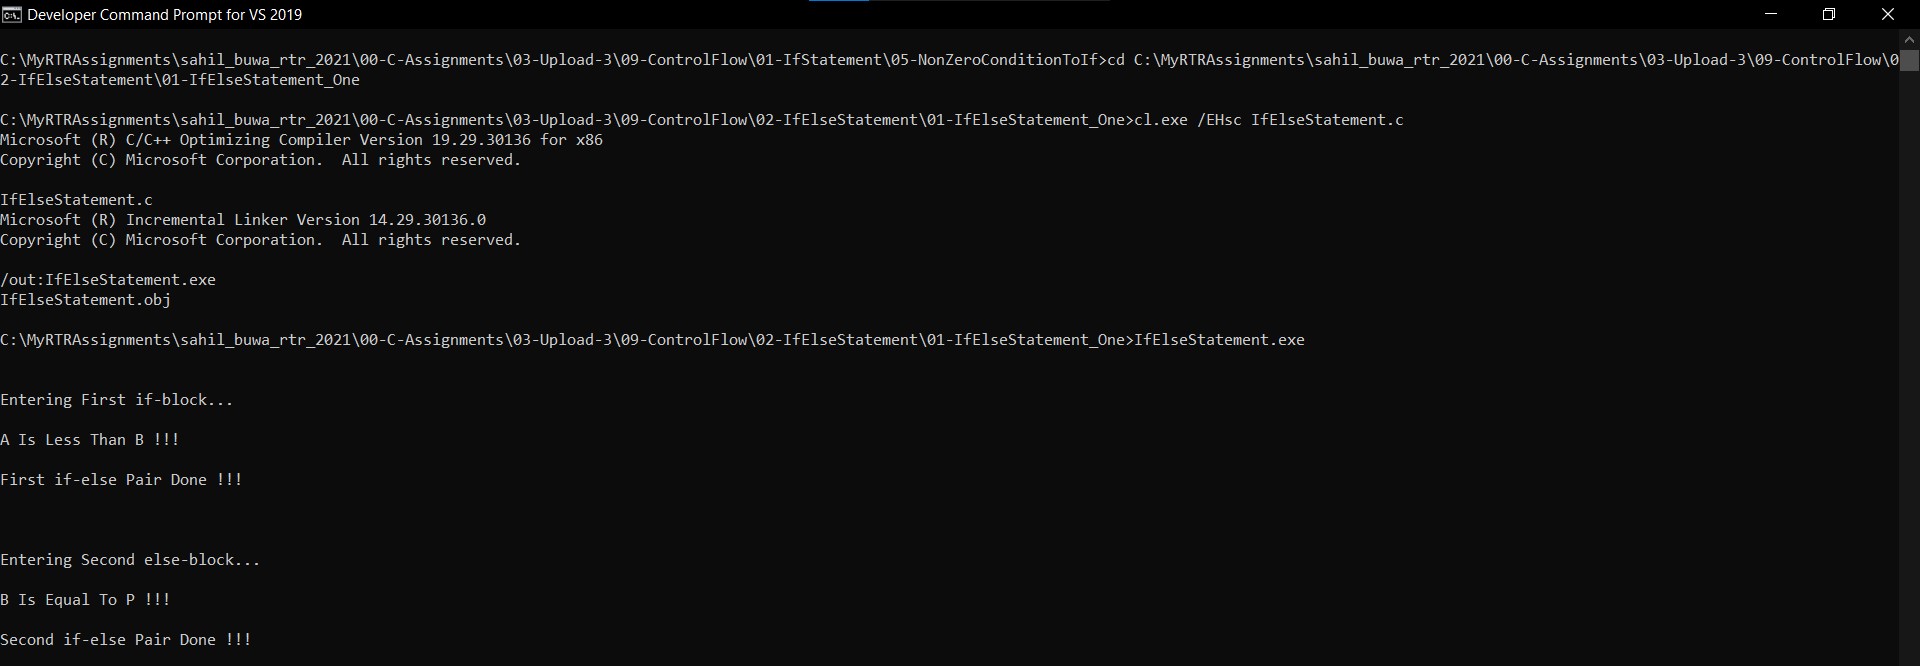 Developer Command Prompt for VS 2019
C:\MyRTRAssignments\sahil_buwa_rtr_2021\00-C-Assignments\03-Upload-3\09-ControlFlow\01-IfStatement\05-NonZeroConditionToIf>cd C:\MyRTRAssignments\sahil_buwa_rtr_2021\00-C-Assignments\03-Upload-3\09-ControlFlow\0
2-IfElseStatement\01-IfElseStatement_One
C:\MyRTRAssignments\sahil_buwa_rtr_2021\00-C-Assignments\03-Upload-3\09-ControlFlow\02-IfElseStatement\01-IfElseStatement_One>cl.exe /EHsc IfElseStatement.c
Microsoft (R) C/C++ Optimizing Compiler Version 19.29.30136 for x86
Copyright (C) Microsoft Corporation.  All rights reserved.
IfElseStatement.c
Microsoft (R) Incremental Linker Version 14.29.30136.0
Copyright (C) Microsoft Corporation.  All rights reserved.
/out:IfElseStatement.exe
IfElseStatement.obj
C:\MyRTRAssignments\sahil_buwa_rtr_2021\00-C-Assignments\03-Upload-3\09-ControlFlow\02-IfElseStatement\01-IfElseStatement_One>IfElseStatement.exe
Entering First if-block...
A Is Less Than B !!!
First if-else Pair Done !!!
Entering Second else-block...
B Is Equal To P !!!
Second if-else Pair Done !!!